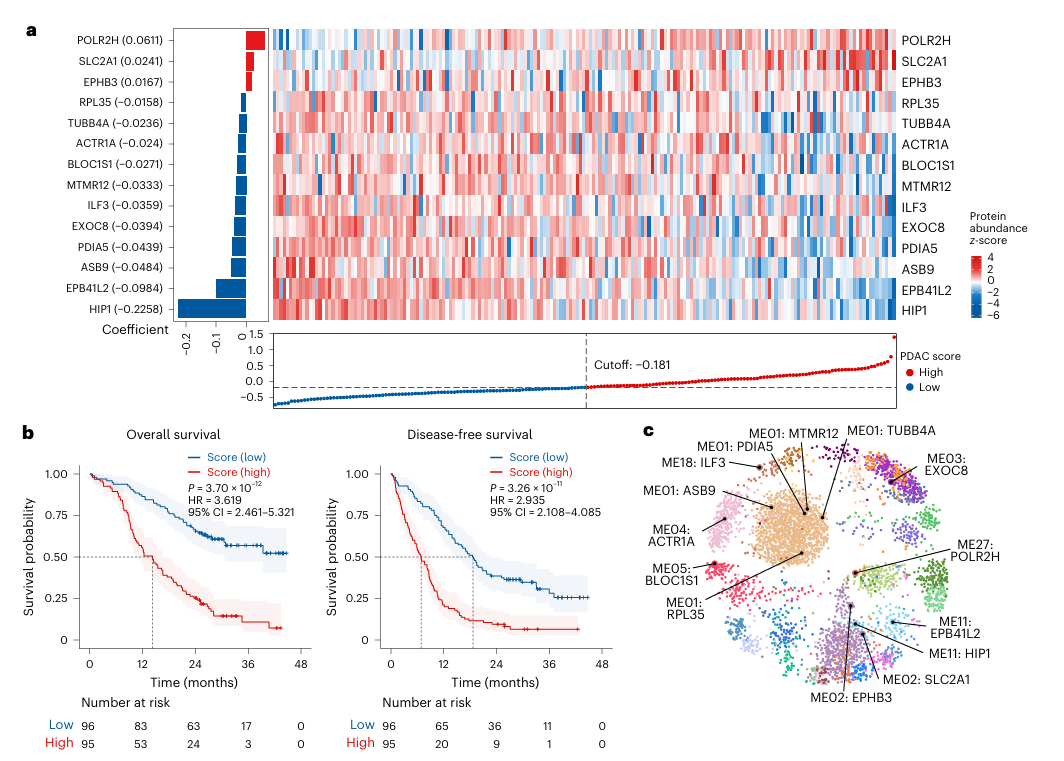 a
POLR2H (0.0611)
SLC2A1 (0.0241)
EPHB3 (0.0167)
RPL35 (−0.0158)
TUBB4A (−0.0236)
ACTR1A (−0.024)
BLOC1S1 (−0.0271)
MTMR12 (−0.0333)
ILF3 (−0.0359)
EXOC8 (−0.0394)
PDIA5 (−0.0439)
ASB9 (−0.0484)
EPB41L2 (−0.0984)
HIP1 (−0.2258)
Coefficient
−0.2
−0.1
0
POLR2H
SLC2A1
EPHB3
RPL35
TUBB4A
ACTR1A
BLOC1S1
MTMR12
ILF3
EXOC8
PDIA5
ASB9
EPB41L2
HIP1
Protein
abundance
z-score
4
2
0
−2
−4
−6
1.5
1.0
0.5
0.0
−0.5
Cutoff: −0.181
PDAC score
High
Low
b
Overall survival
Score (low)
Score (high)
P = 3.70 × 10⁻¹²
HR = 3.619
95% CI = 2.461–5.321
Survival probability
1.00
0.75
0.50
0.25
0
0 12 24 36 48
Time (months)
Number at risk
Low 96 83 63 17 0
High 95 53 24 3 0
Disease-free survival
Score (low)
Score (high)
P = 3.26 × 10⁻¹¹
HR = 2.935
95% CI = 2.108–4.085
Survival probability
1.00
0.75
0.50
0.25
0
0 12 24 36 48
Time (months)
Number at risk
Low 96 65 36 11 0
High 95 20 9 1 0
c
ME01: MTMR12
ME01: TUBB4A
ME01: PDIA5
ME18: ILF3
ME03:
EXOC8
ME01: ASB9
ME04:
ACTR1A
ME27:
POLR2H
ME05:
BLOC1S1
ME01:
RPL35
ME11:
EPB41L2
ME11: HIP1
ME02: SLC2A1
ME02: EPHB3